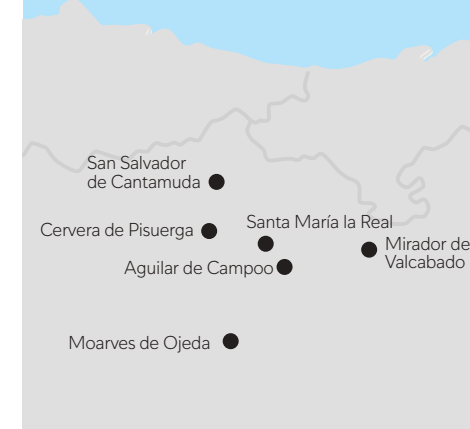 San Salvador
de Cantamuda
Cervera de Pisuerga
Santa María la Real
Mirador de
Valcabado
Aguilar de Campoo
Moarves de Ojeda